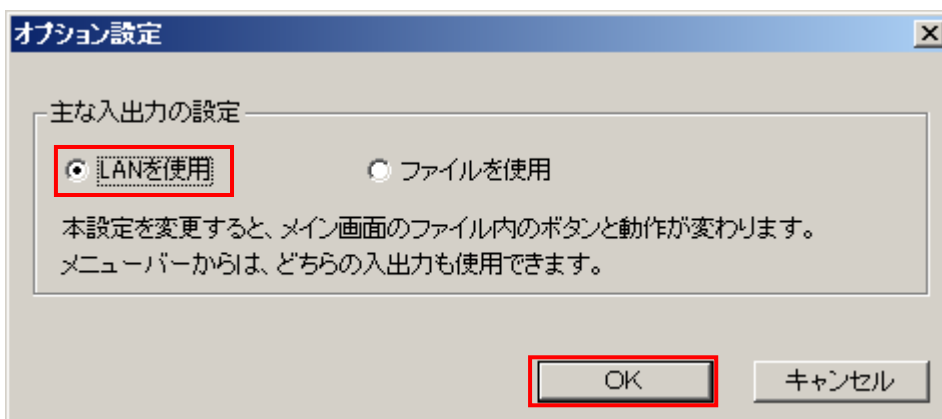 オプション設定
主な入出力の設定
LANを使用
ファイルを使用
本設定を変更すると、メイン画面のファイル内のボタンと動作が変わります。
メニューバーからは、どちらの入出力も使用できます。
OK
キャンセル